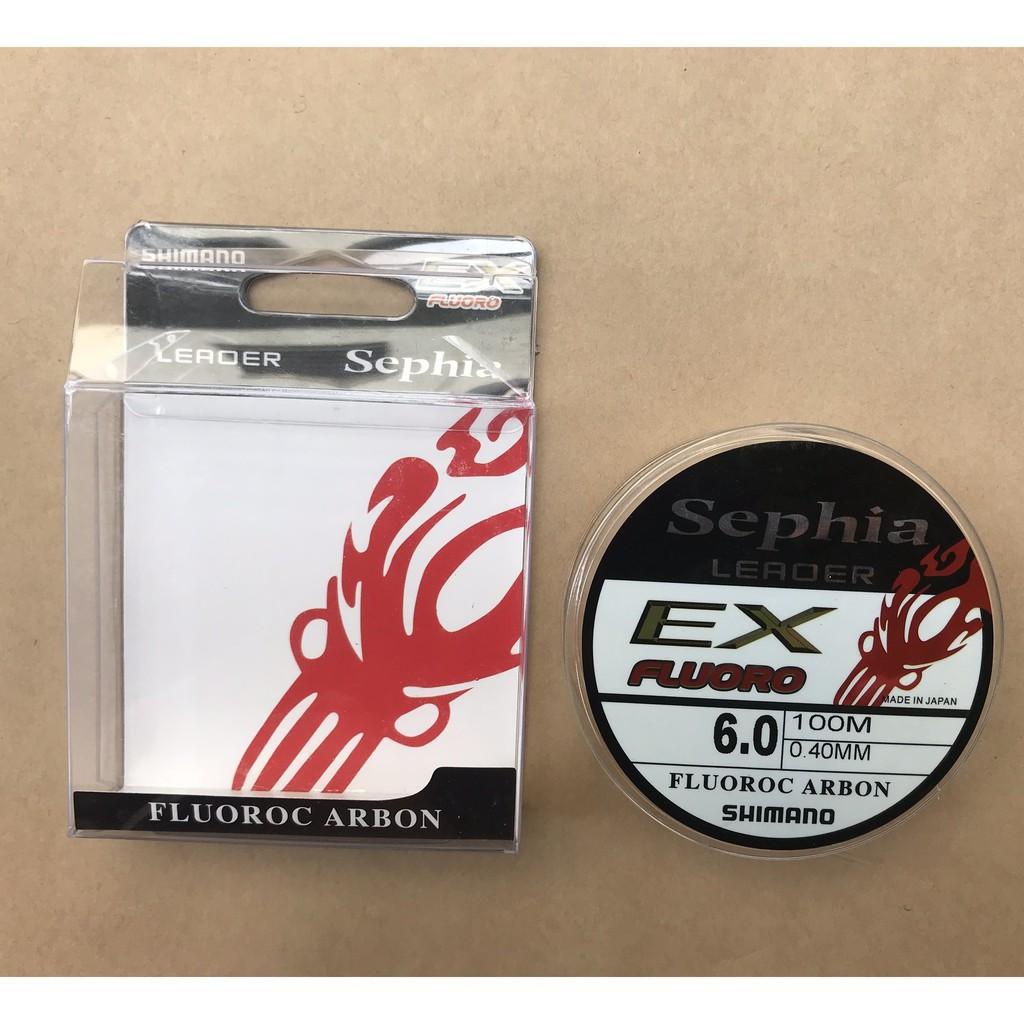 SHIMANO
EX
FLUORO
LEADER Sephia
FLUOROC ARBON
Sephia
LEADER
EX
FLUORO
MADE IN JAPAN
6.0 100M
0.40MM
FLUOROC ARBON
SHIMANO